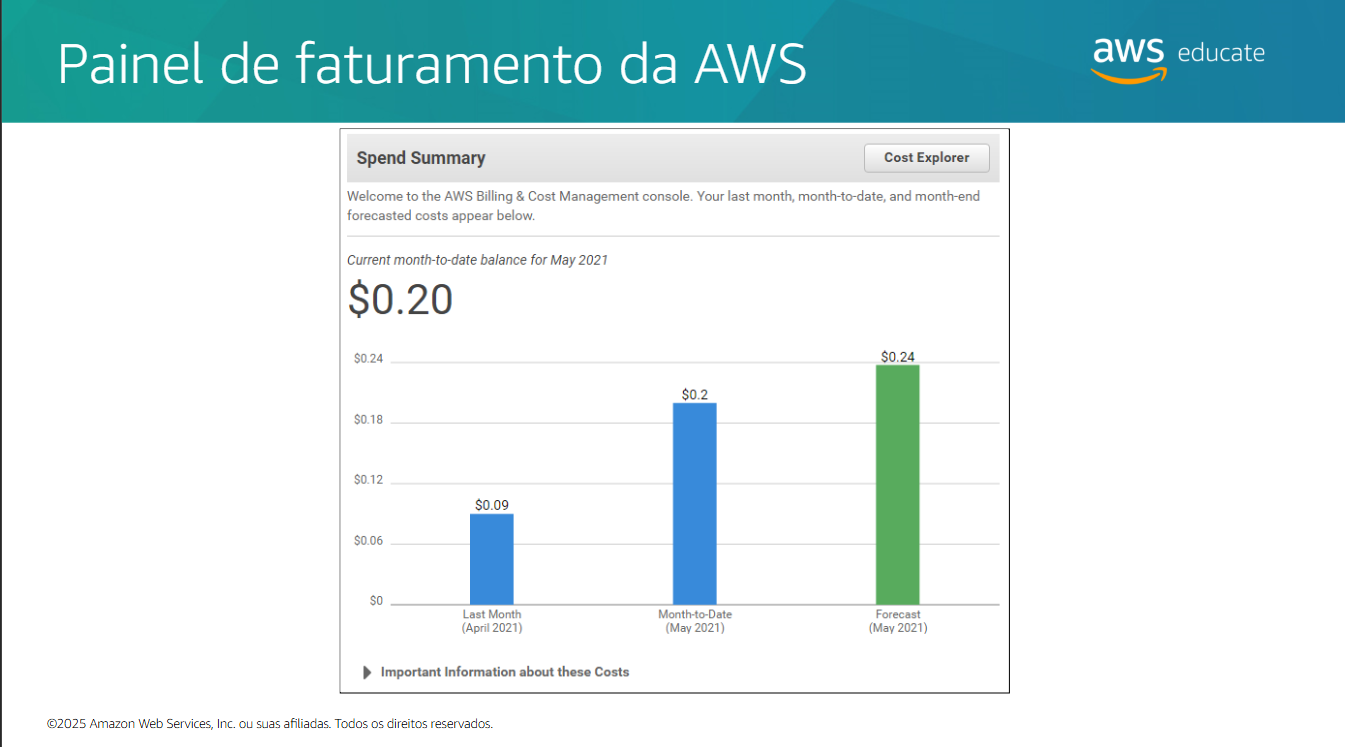 Painel de faturamento da AWS
aws educate
Spend Summary
Cost Explorer
Welcome to the AWS Billing & Cost Management console. Your last month, month-to-date, and month-end
forecasted costs appear below.
Current month-to-date balance for May 2021
$0.20
$0.24
$0.18
$0.12
$0.06
$0
$0.09
$0.2
$0.24
Last Month
(April 2021)
Month-to-Date
(May 2021)
Forecast
(May 2021)
Important Information about these Costs
©2025 Amazon Web Services, Inc. ou suas afiliadas. Todos os direitos reservados.